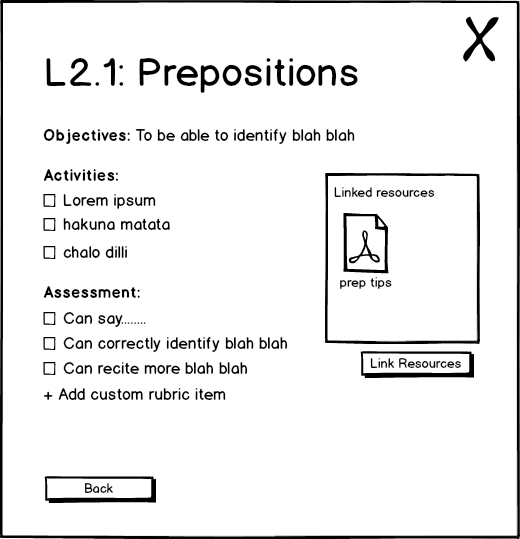 X
L2.1: Prepositions
Objectives: To be able to identify blah blah
Activities:
Lorem ipsum
hakuna matata
chalo dilli
Linked resources
prep tips
Assessment:
Can say........
Can correctly identify blah blah
Can recite more blah blah
+ Add custom rubric item
Link Resources
Back